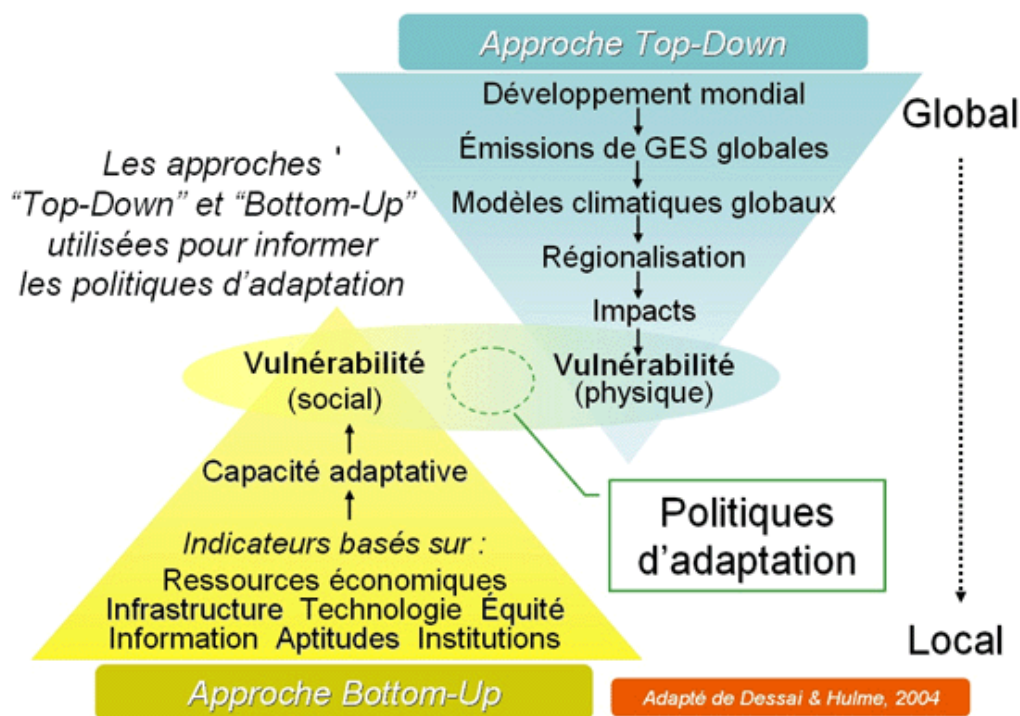 Approche Top-Down
Développement mondial
Émissions de GES globales
Modèles climatiques globaux
Régionalisation
Impacts
Vulnérabilité
(physique)
Global
Local
Les approches '
“Top-Down” et “Bottom-Up”
utilisées pour informer
les politiques d’adaptation
Vulnérabilité
(social)
Capacité adaptative
Indicateurs basés sur :
Ressources économiques
Infrastructure Technologie Équité
Information Aptitudes Institutions
Approche Bottom-Up
Politiques
d’adaptation
Adapté de Dessai & Hulme, 2004